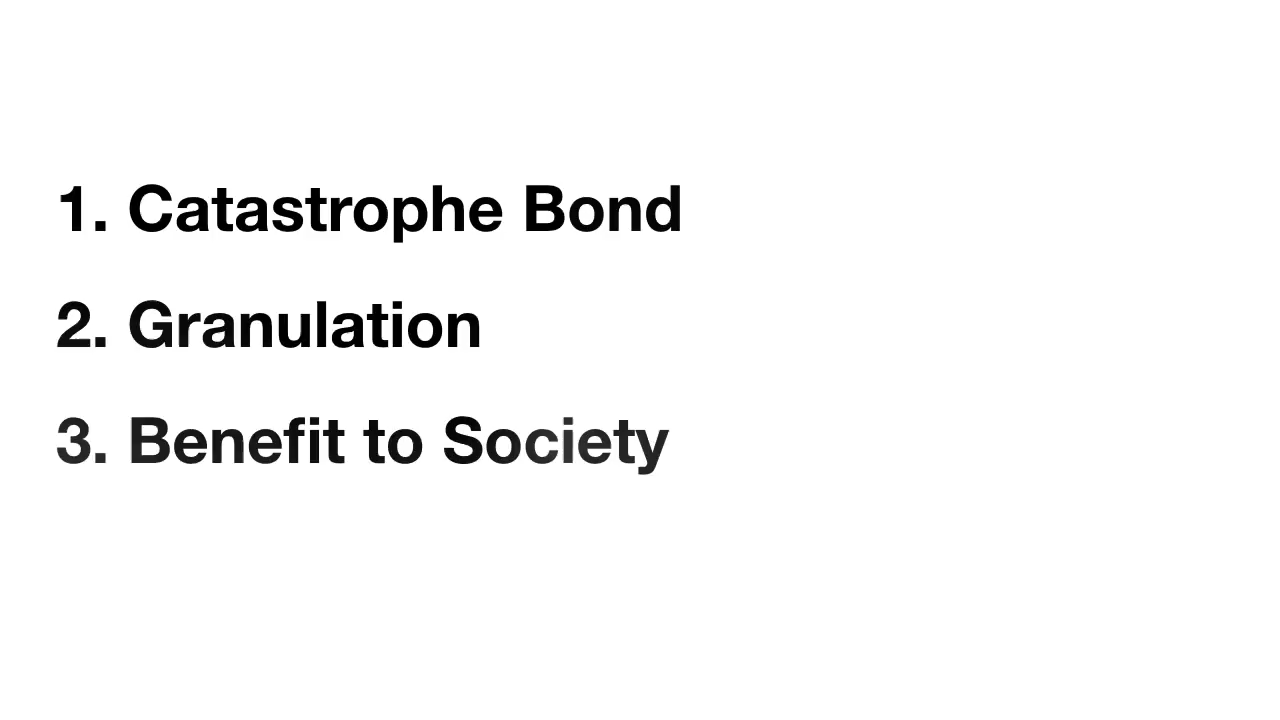 1. Catastrophe Bond
2. Granulation
3. Benefit to Society